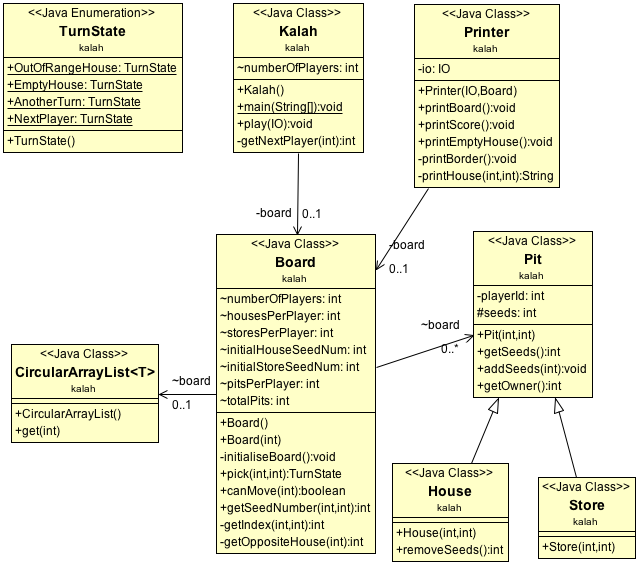 <<Java Enumeration>>
TurnState
kalah
+OutOfRangeHouse: TurnState
+EmptyHouse: TurnState
+AnotherTurn: TurnState
+NextPlayer: TurnState
+TurnState()
<<Java Class>>
Kalah
kalah
~numberOfPlayers: int
+Kalah()
+main(String[]):void
+play(IO):void
-getNextPlayer(int):int
<<Java Class>>
Printer
kalah
-io: IO
+Printer(IO,Board)
+printBoard():void
+printScore():void
+printEmptyHouse():void
-printBorder():void
-printHouse(int,int):String
-board
0..1
-board
0..1
<<Java Class>>
Board
kalah
~numberOfPlayers: int
~housesPerPlayer: int
~storesPerPlayer: int
~initialHouseSeedNum: int
~initialStoreSeedNum: int
~pitsPerPlayer: int
~totalPits: int
+Board()
+Board(int)
-initialiseBoard():void
+pick(int,int):TurnState
+canMove(int):boolean
+getSeedNumber(int,int):int
-getIndex(int,int):int
-getOppositeHouse(int):int
<<Java Class>>
Pit
kalah
-playerId: int
#seeds: int
+Pit(int,int)
+getSeeds():int
+addSeeds(int):void
+getOwner():int
~board
0..*
<<Java Class>>
CircularArrayList<T>
kalah
+CircularArrayList()
+get(int)
~board
0..1
<<Java Class>>
House
kalah
+House(int,int)
+removeSeeds():int
<<Java Class>>
Store
kalah
+Store(int,int)